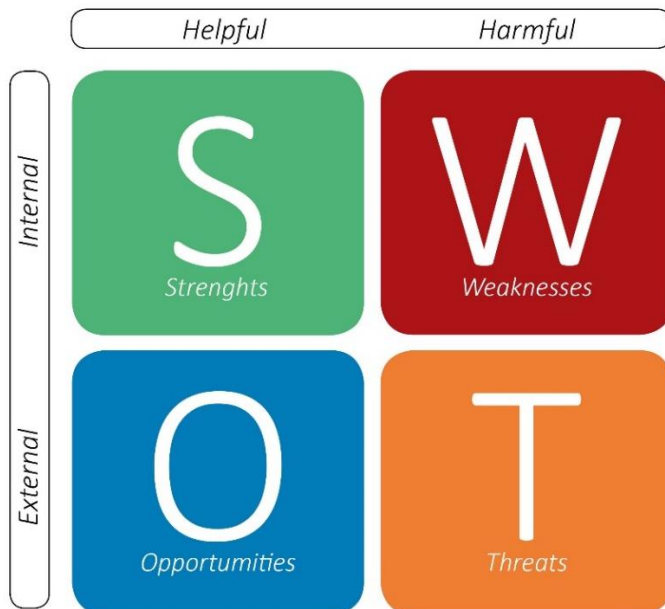 Helpful Harmful
Internal
S W
Strenghts Weaknesses
External
O T
Opportumities Threats